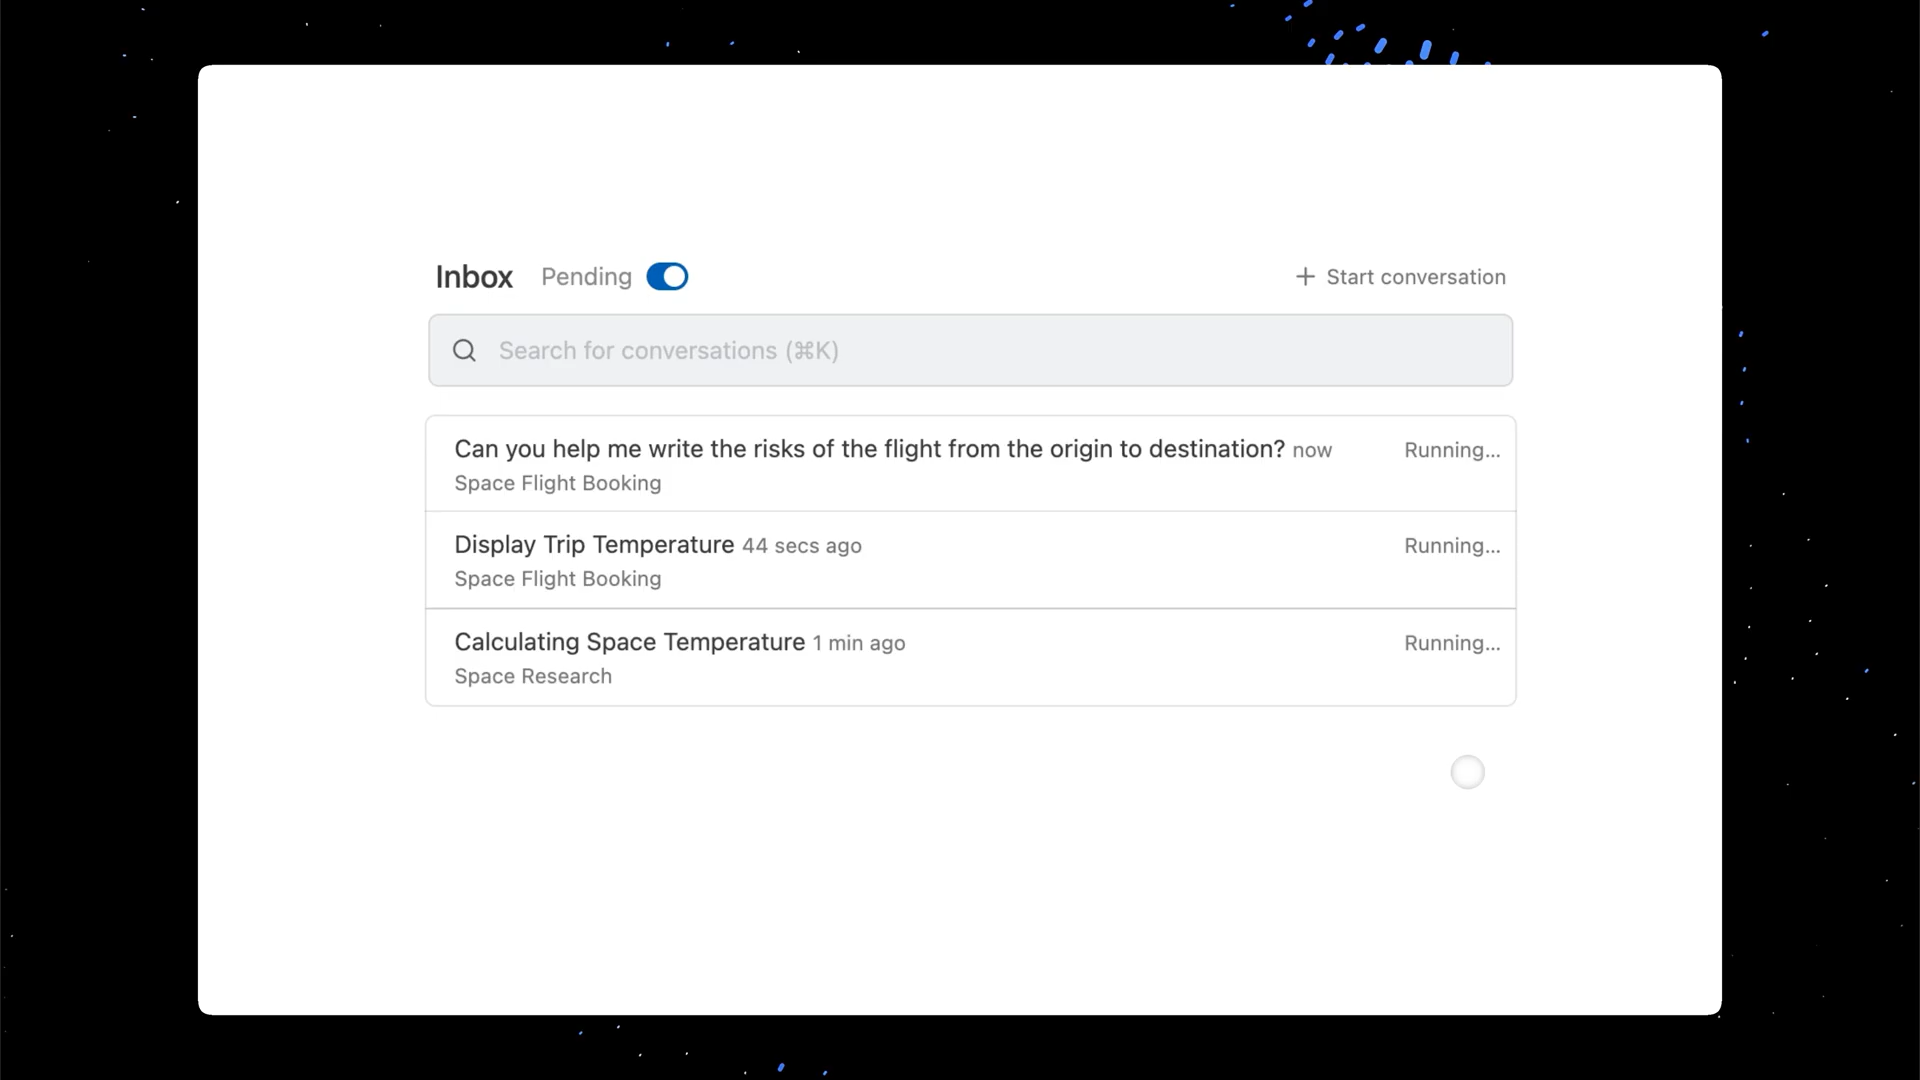 Inbox Pending + Start conversation
Search for conversations (⌘K)
Can you help me write the risks of the flight from the origin to destination? now Running...
Space Flight Booking
Display Trip Temperature 44 secs ago Running...
Space Flight Booking
Calculating Space Temperature 1 min ago Running...
Space Research